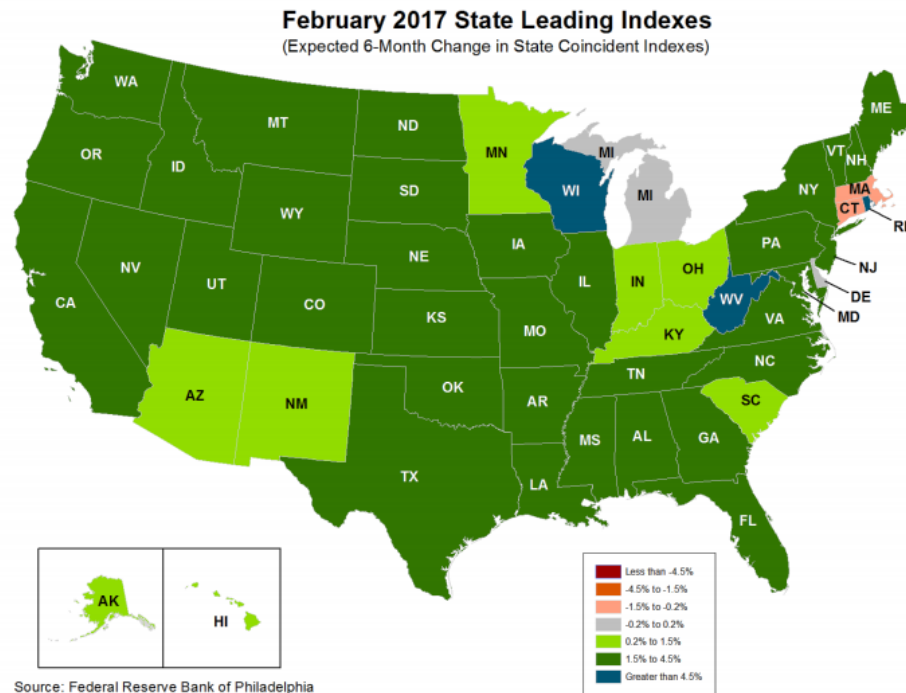 February 2017 State Leading Indexes
(Expected 6-Month Change in State Coincident Indexes)
WA
MT
ND
MN
OR
ID
SD
WI
MI
MI
ME
VT
NH
NY
MA
CT
RI
WY
IA
NE
PA
NJ
NV
UT
CO
IL
IN
OH
DE
MD
CA
KS
MO
WV
VA
KY
NC
TN
AZ
NM
OK
AR
SC
MS
AL
GA
TX
LA
FL
AK
HI
Less than -4.5%
-4.5% to -1.5%
-1.5% to -0.2%
-0.2% to 0.2%
0.2% to 1.5%
1.5% to 4.5%
Greater than 4.5%
Source: Federal Reserve Bank of Philadelphia